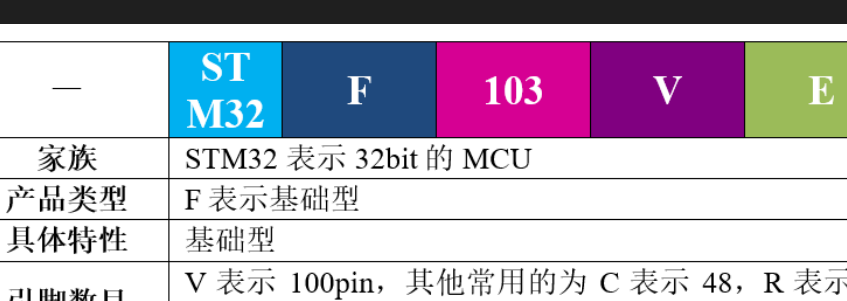 — ST M32 F 103 V E
家族 STM32 表示 32bit 的 MCU
产品类型 F 表示基础型
具体特性 基础型
引脚数目 V 表示 100pin，其他常用的为 C 表示 48，R 表示